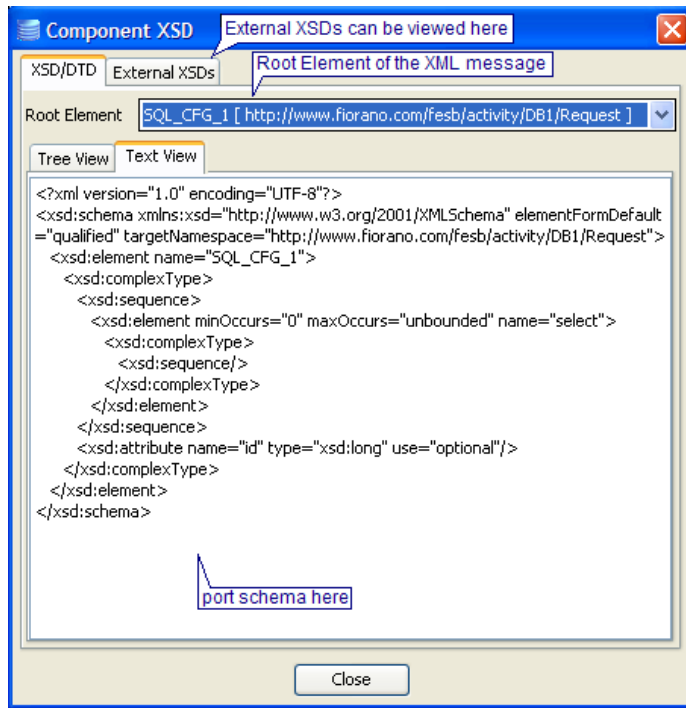 Component XSD
External XSDs can be viewed here
XSD/DTD
External XSDs
Root Element of the XML message
Root Element
SQL_CFG_1 [ http://www.fiorano.com/fesb/activity/DB1/Request ]
Tree View
Text View
<?xml version="1.0" encoding="UTF-8"?>
<xsd:schema xmlns:xsd="http://www.w3.org/2001/XMLSchema" elementFormDefault
="qualified" targetNamespace="http://www.fiorano.com/fesb/activity/DB1/Request">
<xsd:element name="SQL_CFG_1">
<xsd:complexType>
<xsd:sequence>
<xsd:element minOccurs="0" maxOccurs="unbounded" name="select">
<xsd:complexType>
<xsd:sequence/>
</xsd:complexType>
</xsd:element>
</xsd:sequence>
<xsd:attribute name="id" type="xsd:long" use="optional"/>
</xsd:complexType>
</xsd:element>
</xsd:schema>
port schema here
Close